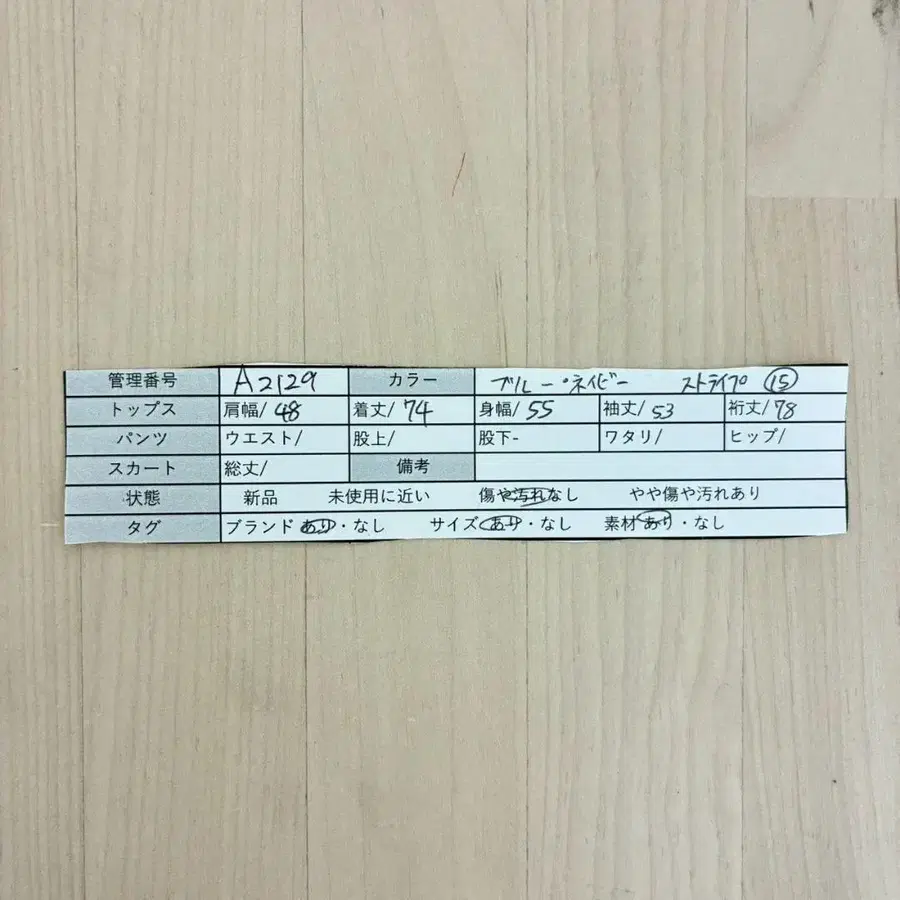 管理番号 A2129 カラー ブルー・ネイビー ストライプ ⑮
トップス 肩幅/ 48 着丈/ 74 身幅/ 55 袖丈/ 53 裄丈/ 78
パンツ ウエスト/ 股上/ 股下- ワタリ/ ヒップ/
スカート 総丈/ 備考
状態 新品 未使用に近い 傷や汚れなし やや傷や汚れあり
タグ ブランド あり・なし サイズ あり・なし 素材 あり・なし